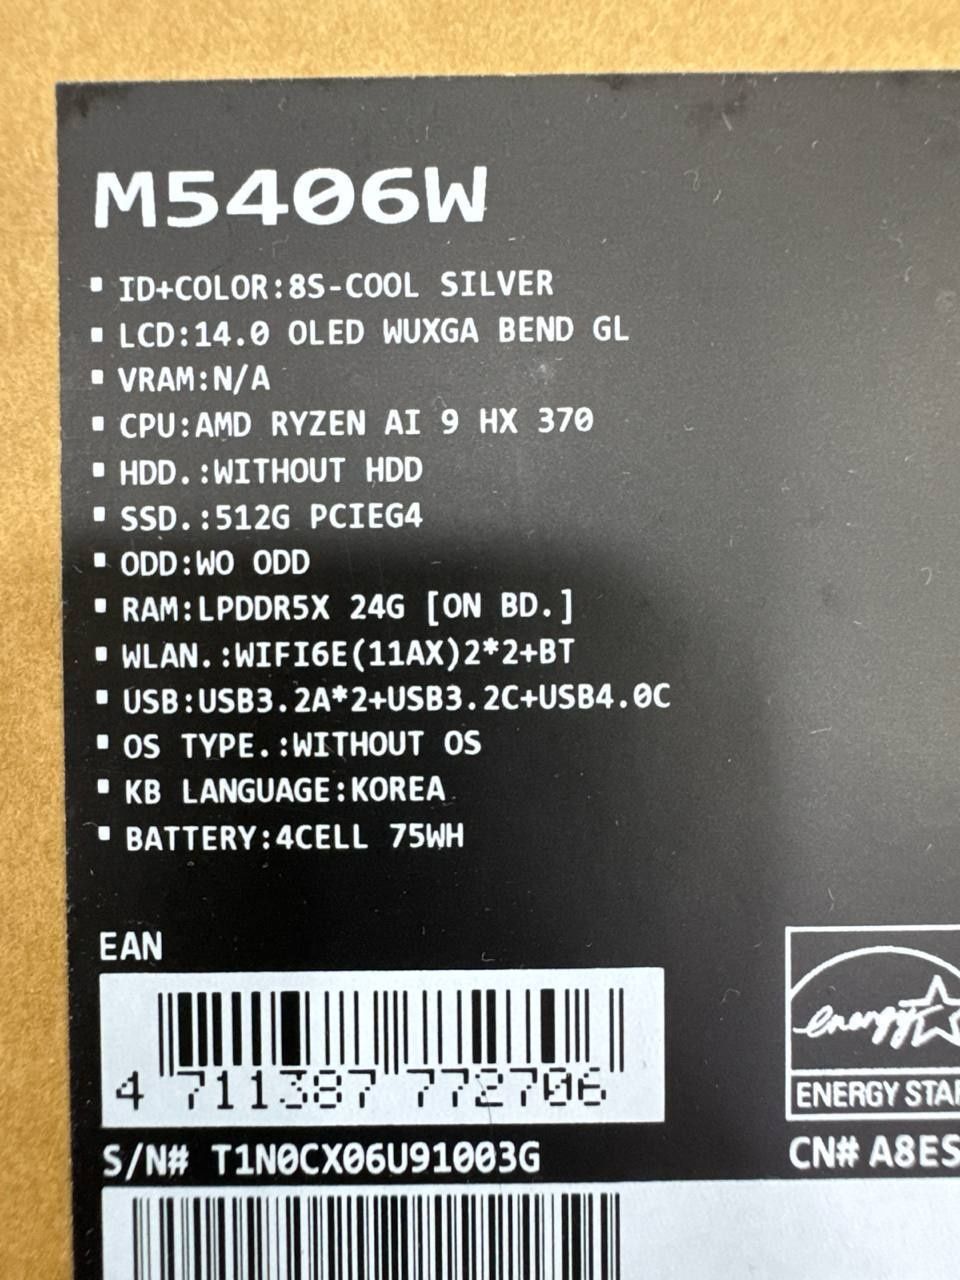 M5406W
ID+COLOR:8S-COOL SILVER
LCD:14.0 OLED WUXGA BEND GL
VRAM:N/A
CPU:AMD RYZEN AI 9 HX 370
HDD.:WITHOUT HDD
SSD.:512G PCIEG4
ODD:WO ODD
RAM:LPDDR5X 24G [ON BD.]
WLAN.:WIFI6E(11AX)2*2+BT
USB:USB3.2A*2+USB3.2C+USB4.0C
OS TYPE.:WITHOUT OS
KB LANGUAGE:KOREA
BATTERY:4CELL 75WH
EAN
4 711387 772706
energy
ENERGY STAR
S/N# T1N0CX06U91003G
CN# A8ES